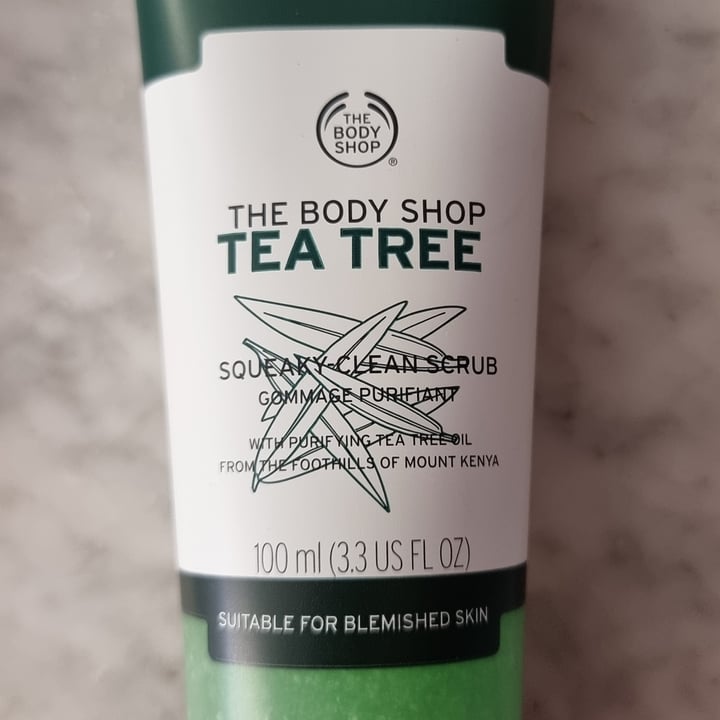 THE
BODY
SHOP
®
THE BODY SHOP
TEA TREE
SQUEAKY-CLEAN SCRUB
GOMMAGE PURIFIANT
WITH PURIFYING TEA TREE OIL
FROM THE FOOTHILLS OF MOUNT KENYA
100 ml (3.3 US FL OZ)
SUITABLE FOR BLEMISHED SKIN